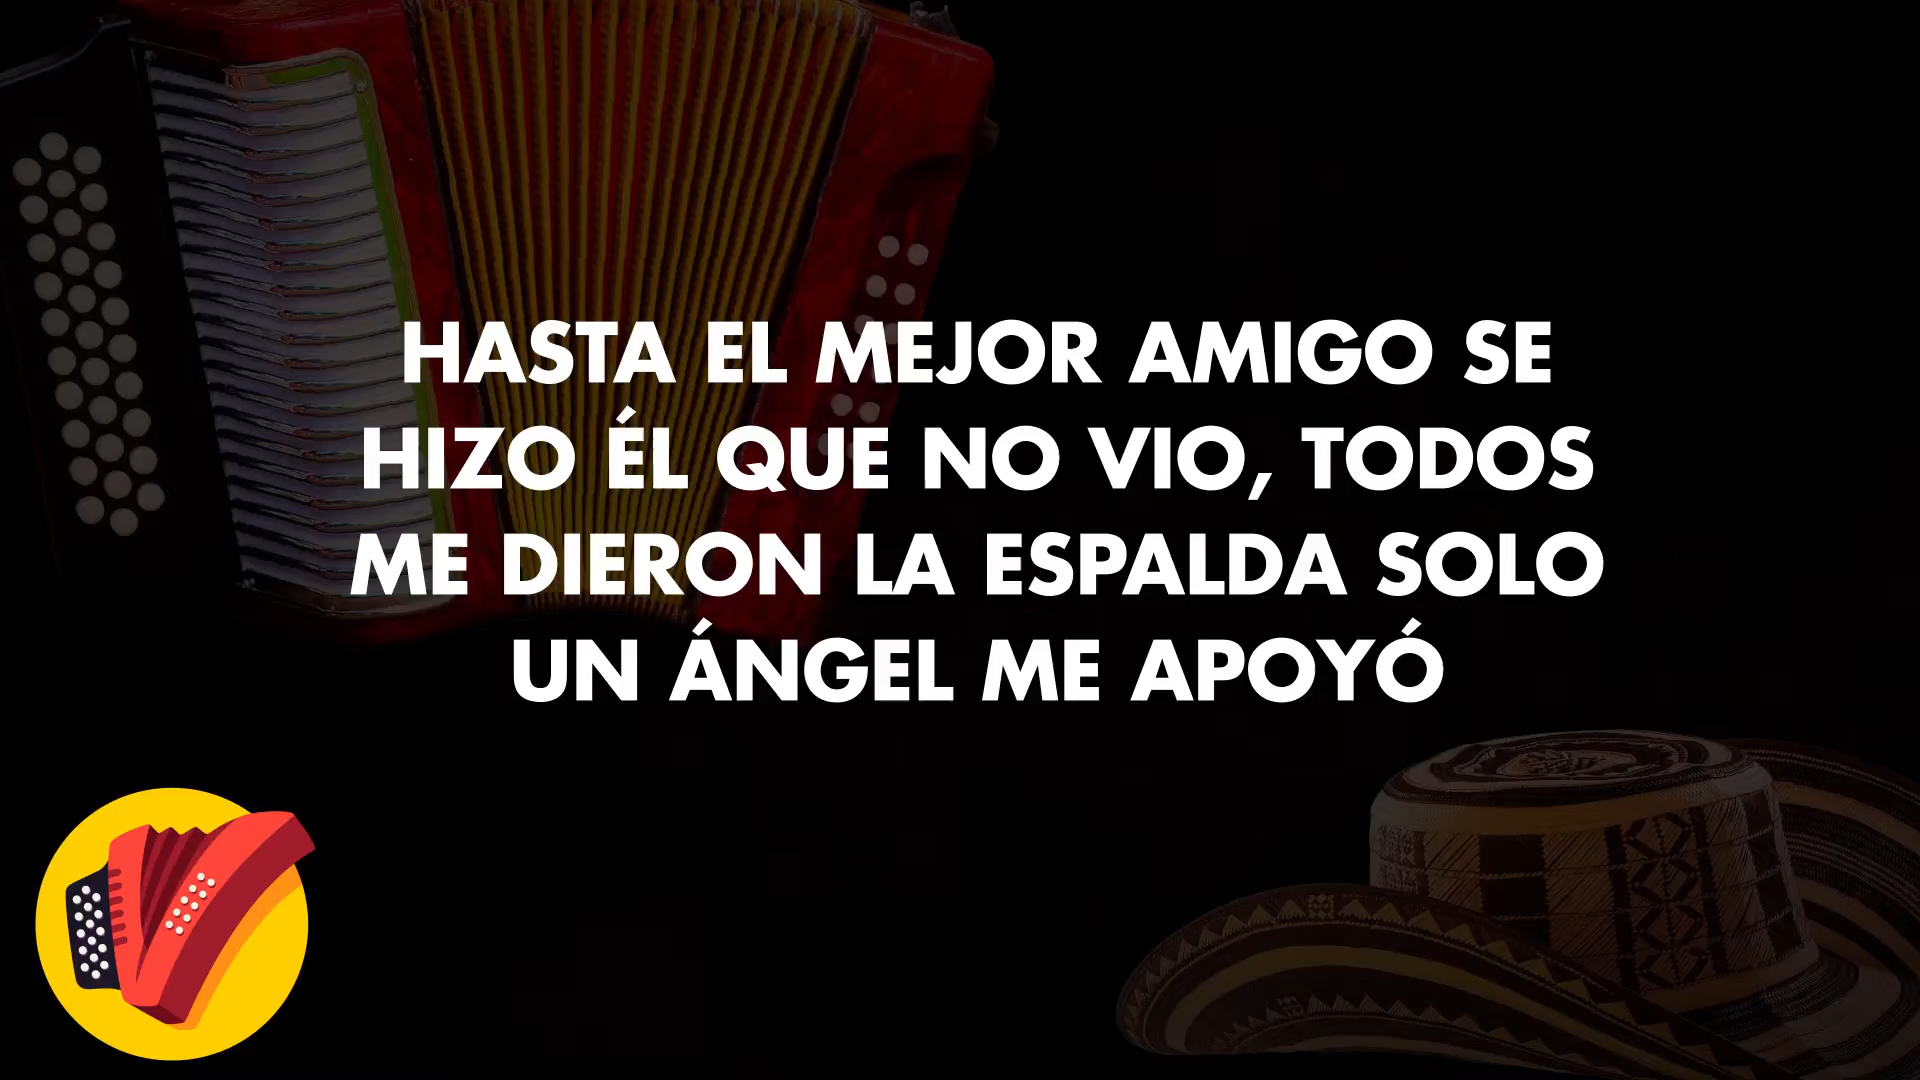 HASTA EL MEJOR AMIGO SE
HIZO ÉL QUE NO VIO, TODOS
ME DIERON LA ESPALDA SOLO
UN ÁNGEL ME APOYÓ